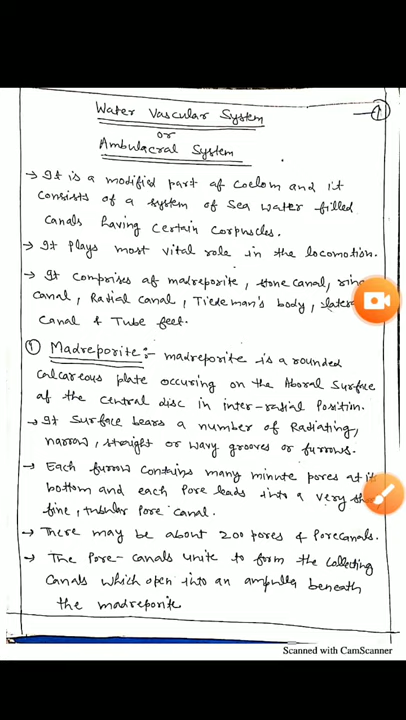 1
Water Vascular System
or
Ambulacral System
→ It is a modified part of Coelom and it
consists of a system of Sea water filled
canals having certain Corpuscles.
→ It plays most vital role in the locomotion.
→ It comprises of madreporite, stone canal, ring
canal, Radial canal, Tiedeman's body,
canal & Tube feet.
① Madreporite:- madreporite is a rounded
calcareous plate occuring on the Aboral Surface
of the central disc in inter-radial Position.
→ It Surface bears a number of Radiating,
narrow, straight or wavy grooves or furrows.
→ Each furrow contains many minute pores at
bottom and each Pore leads into a very
fine, tubular Pore canal.
→ There may be about 200 pores & Porecanals.
→ The Pore-canals unite to form the collecting
canals which open into an ampulla beneath
the madreporite
Scanned with CamScanner